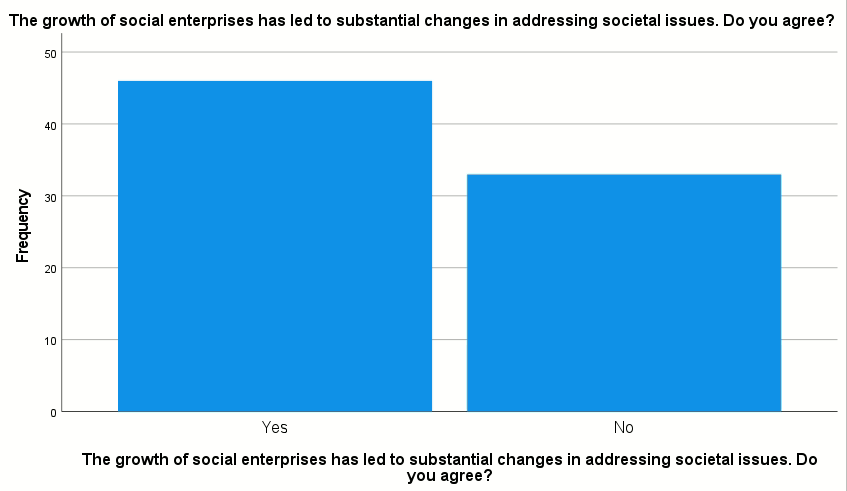 The growth of social enterprises has led to substantial changes in addressing societal issues. Do you agree?
50
40
30
20
10
0
Frequency
Yes
No
The growth of social enterprises has led to substantial changes in addressing societal issues. Do
you agree?